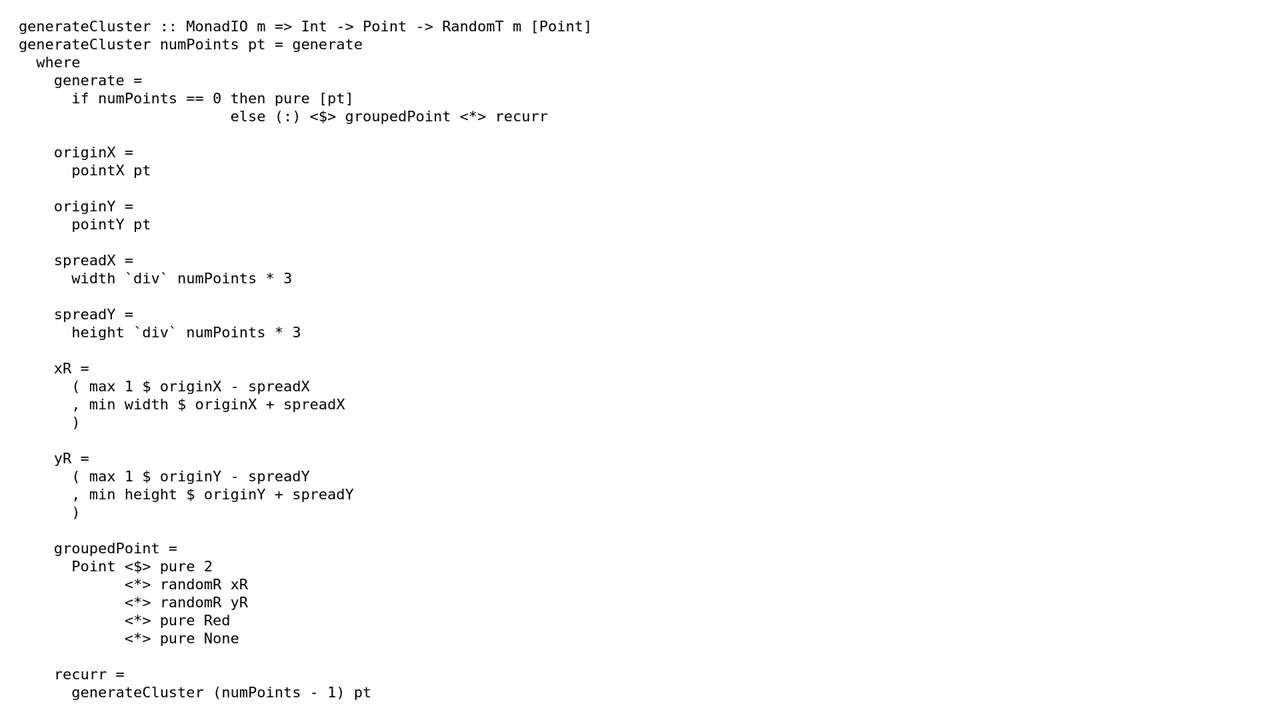 generateCluster :: MonadIO m => Int -> Point -> RandomT m [Point]
generateCluster numPoints pt = generate
  where
    generate =
      if numPoints == 0 then pure [pt]
                        else (:) <$> groupedPoint <*> recurr

    originX =
      pointX pt

    originY =
      pointY pt

    spreadX =
      width `div` numPoints * 3

    spreadY =
      height `div` numPoints * 3

    xR =
      ( max 1 $ originX - spreadX
      , min width $ originX + spreadX
      )

    yR =
      ( max 1 $ originY - spreadY
      , min height $ originY + spreadY
      )

    groupedPoint =
      Point <$> pure 2
            <*> randomR xR
            <*> randomR yR
            <*> pure Red
            <*> pure None

    recurr =
      generateCluster (numPoints - 1) pt